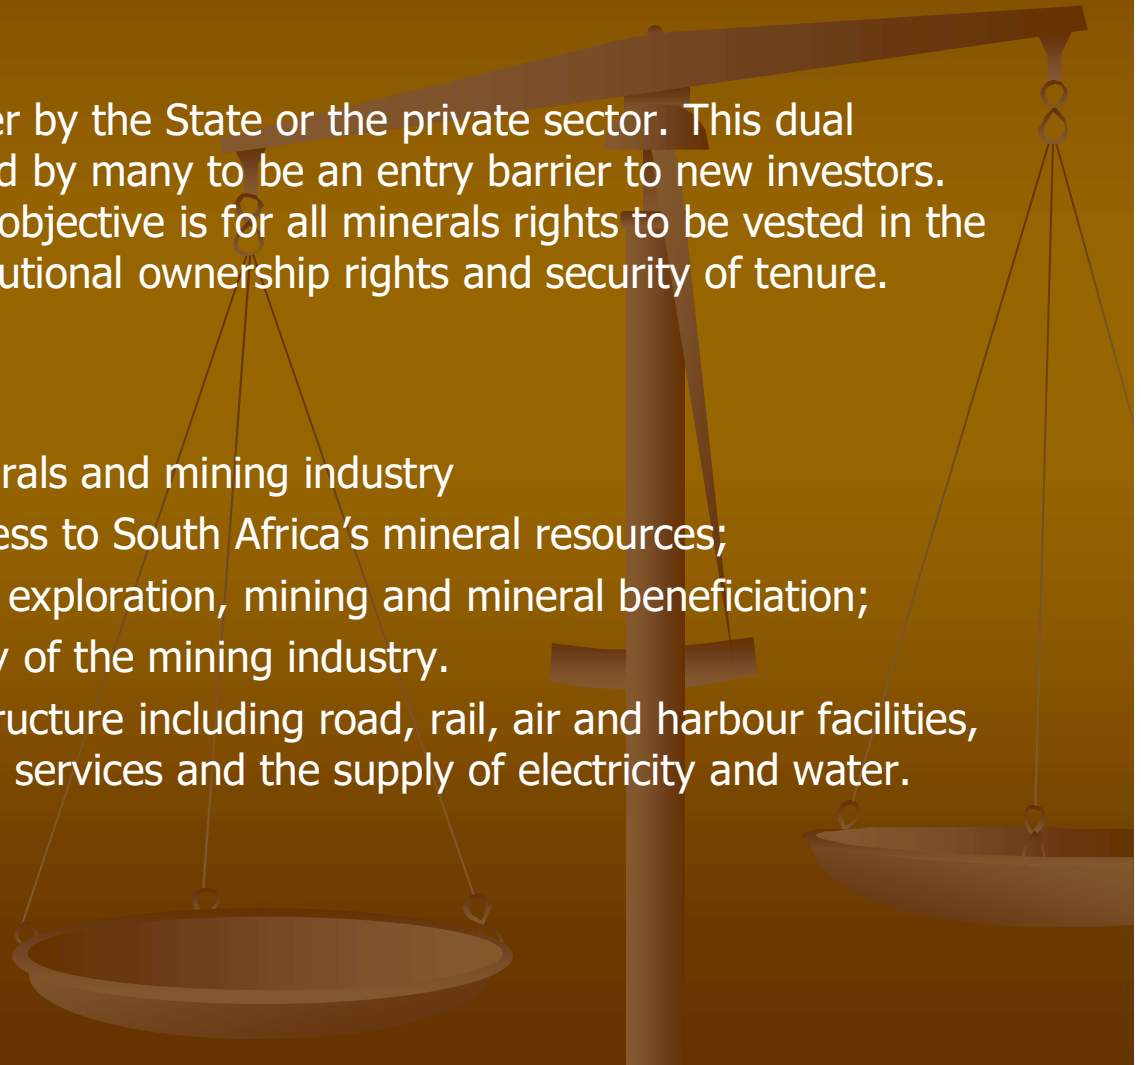 er by the State or the private sector. This dual
d by many to be an entry barrier to new investors.
objective is for all minerals rights to be vested in the
utional ownership rights and security of tenure.
rals and mining industry
ess to South Africa’s mineral resources;
exploration, mining and mineral beneficiation;
y of the mining industry.
ructure including road, rail, air and harbour facilities,
services and the supply of electricity and water.